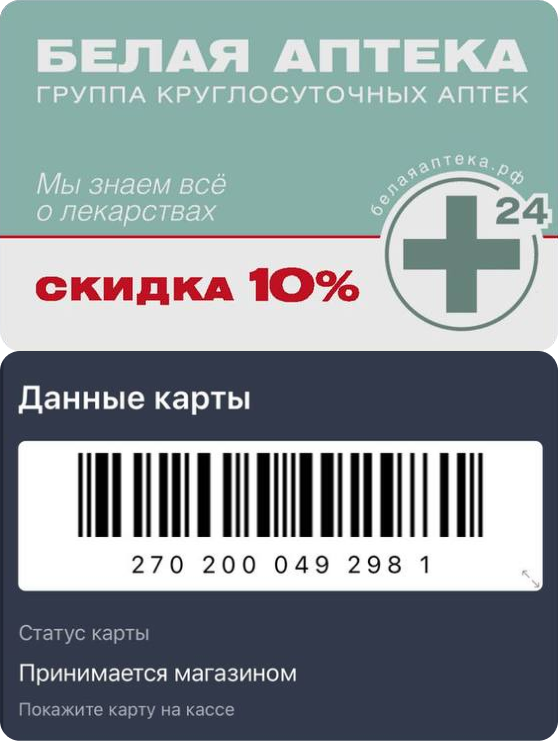 БЕЛАЯ АПТЕКА
ГРУППА КРУГЛОСУТОЧНЫХ АПТЕК
Мы знаем всё
о лекарствах
белаяаптека.рф
24
СКИДКА 10%
Данные карты
270 200 049 298 1
Статус карты
Принимается магазином
Покажите карту на кассе